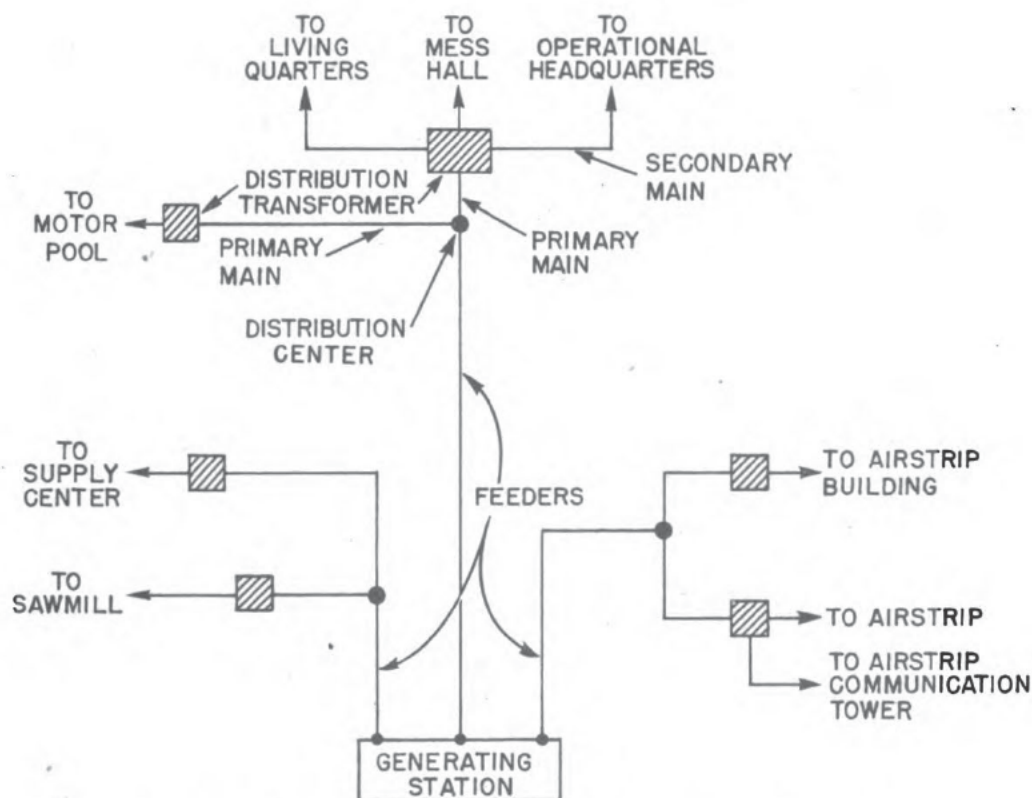 TO
LIVING
QUARTERS
TO
MESS
HALL
TO
OPERATIONAL
HEADQUARTERS
SECONDARY
MAIN
DISTRIBUTION
TRANSFORMER
TO
MOTOR
POOL
PRIMARY
MAIN
PRIMARY
MAIN
DISTRIBUTION
CENTER
TO
SUPPLY
CENTER
FEEDERS
TO AIRSTRIP
BUILDING
TO
SAWMILL
TO AIRSTRIP
TO AIRSTRIP
COMMUNICATION
TOWER
GENERATING
STATION